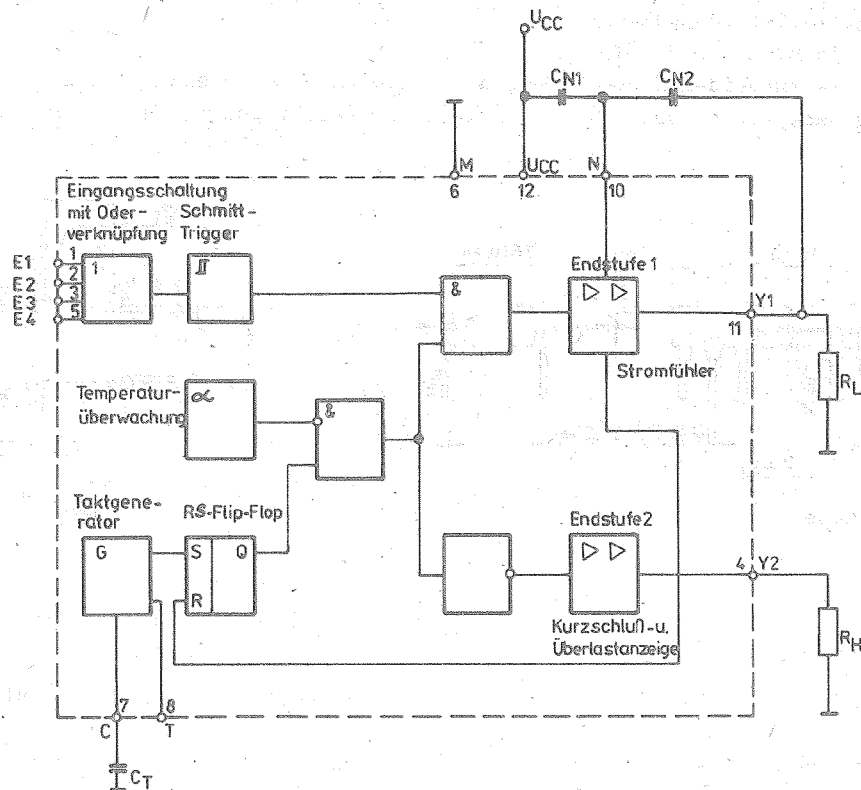 UCC
CN1
CN2
M
UCC
N
6
12
10
Eingangsschaltung
mit Oder-
verknüpfung
Schmitt-
Trigger
E1
1
E2
2
E3
3
E4
5
1
&
Endstufe 1
Y1
11
Stromfühler
RL
Temperatur-
überwachung
α
&
Taktgene-
rator
RS-Flip-Flop
G
S
Q
R
Endstufe 2
4
Y2
Kurzschluß-u.
Überlastanzeige
RH
7
8
C
T
CT